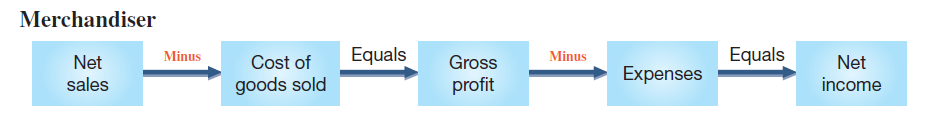 Merchandiser
Net
sales
Minus
Cost of
goods sold
Equals
Gross
profit
Minus
Expenses
Equals
Net
income